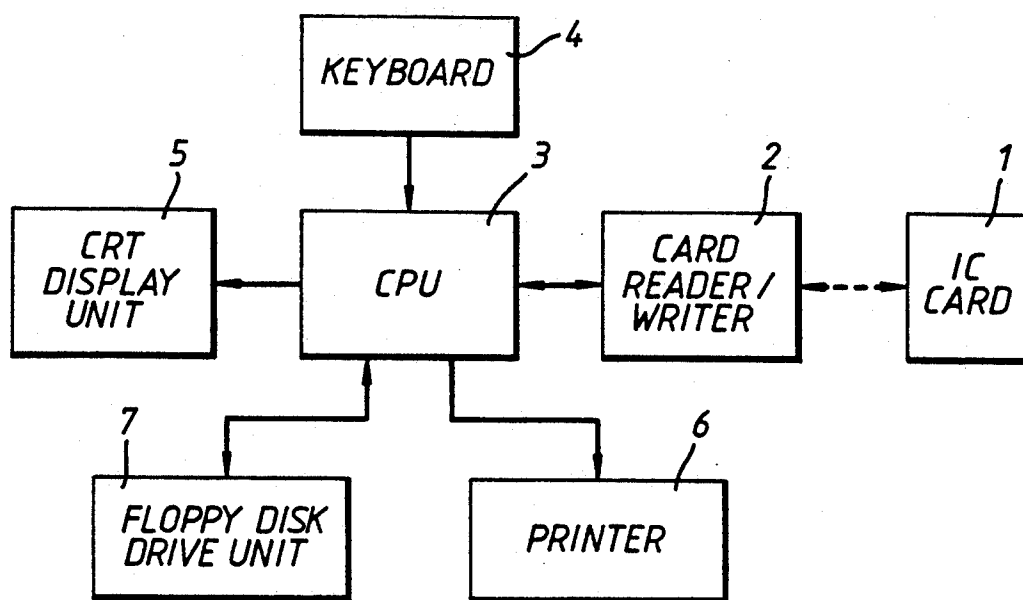 4
KEYBOARD
5
3
2
1
CRT
DISPLAY
UNIT
CPU
CARD
READER/
WRITER
IC
CARD
7
6
FLOPPY DISK
DRIVE UNIT
PRINTER